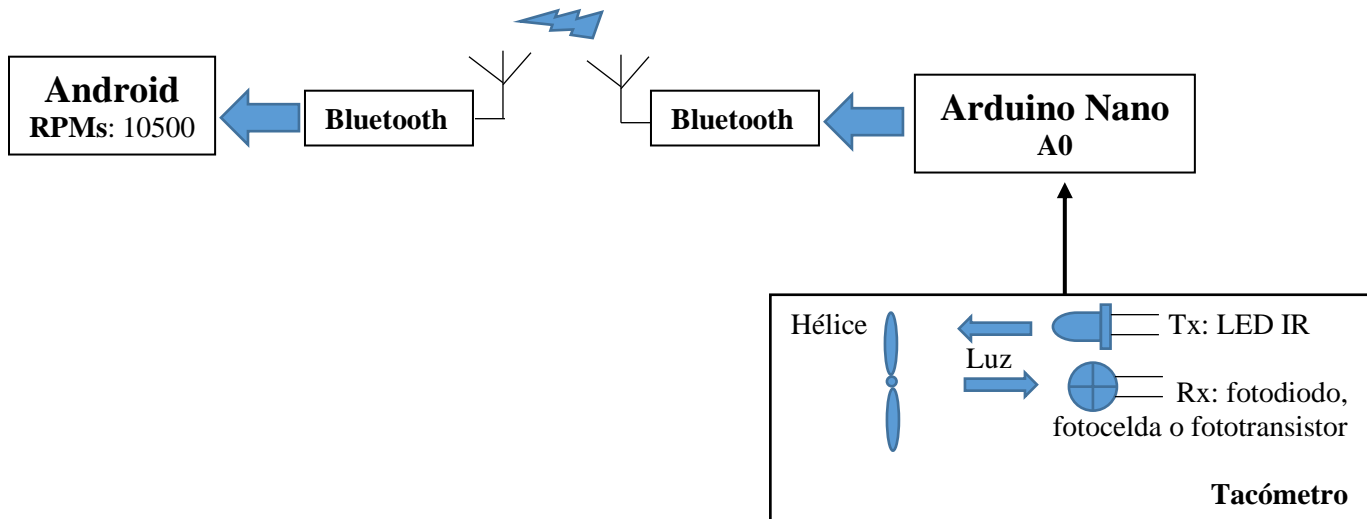 Android
RPMs: 10500
Bluetooth
Bluetooth
Arduino Nano
A0
Hélice
Tx: LED IR
Luz
Rx: fotodiodo,
fotocelda o fototransistor
Tacómetro